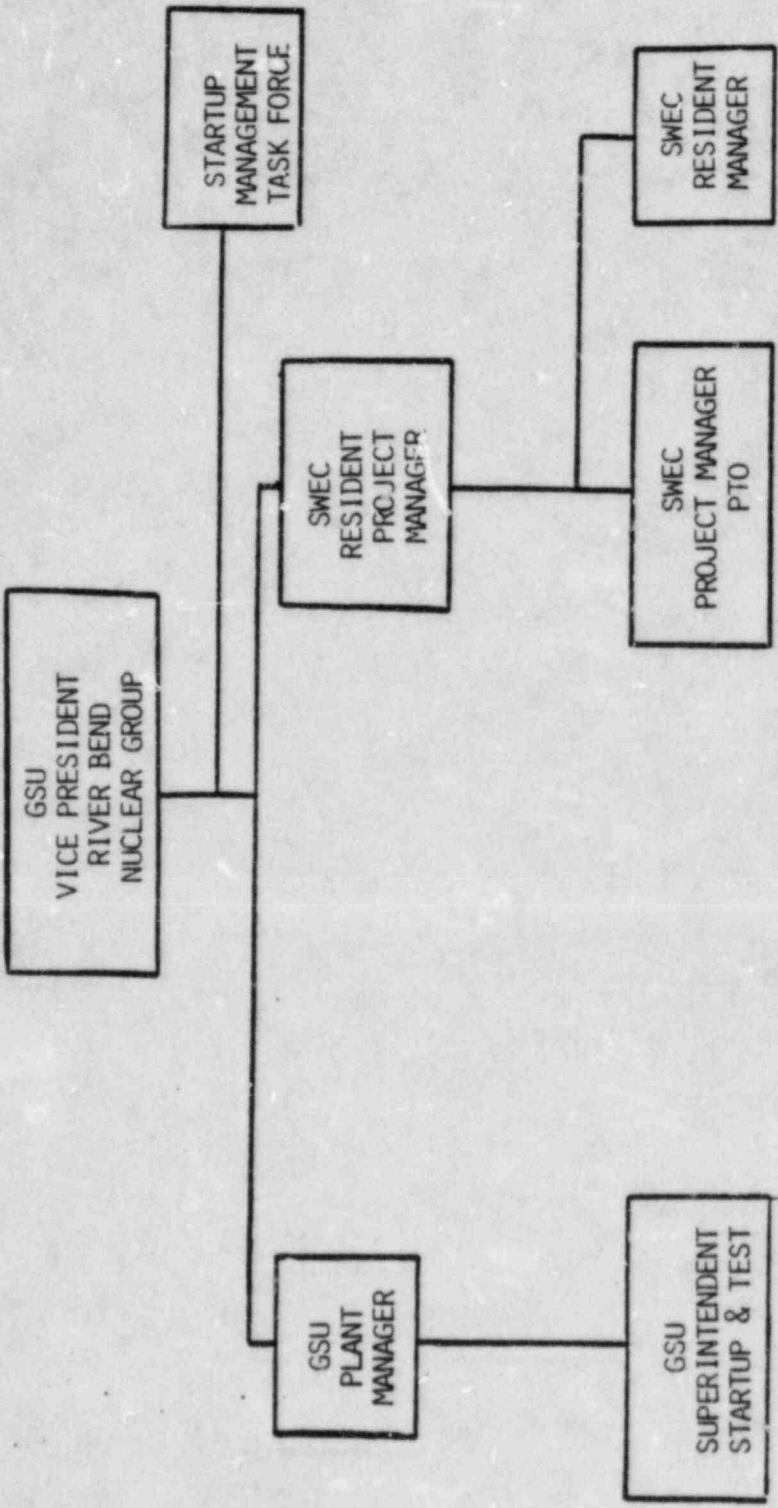 GSU
VICE PRESIDENT
RIVER BEND
NUCLEAR GROUP
STARTUP
MANAGEMENT
TASK FORCE
GSU
PLANT
MANAGER
SWEC
RESIDENT
PROJECT
MANAGER
GSU
SUPERINTENDENT
STARTUP & TEST
SWEC
PROJECT MANAGER
PTO
SWEC
RESIDENT
MANAGER